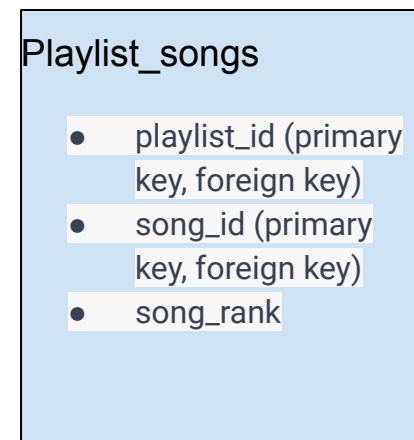 Playlist_songs
● playlist_id (primary
key, foreign key)
● song_id (primary
key, foreign key)
● song_rank